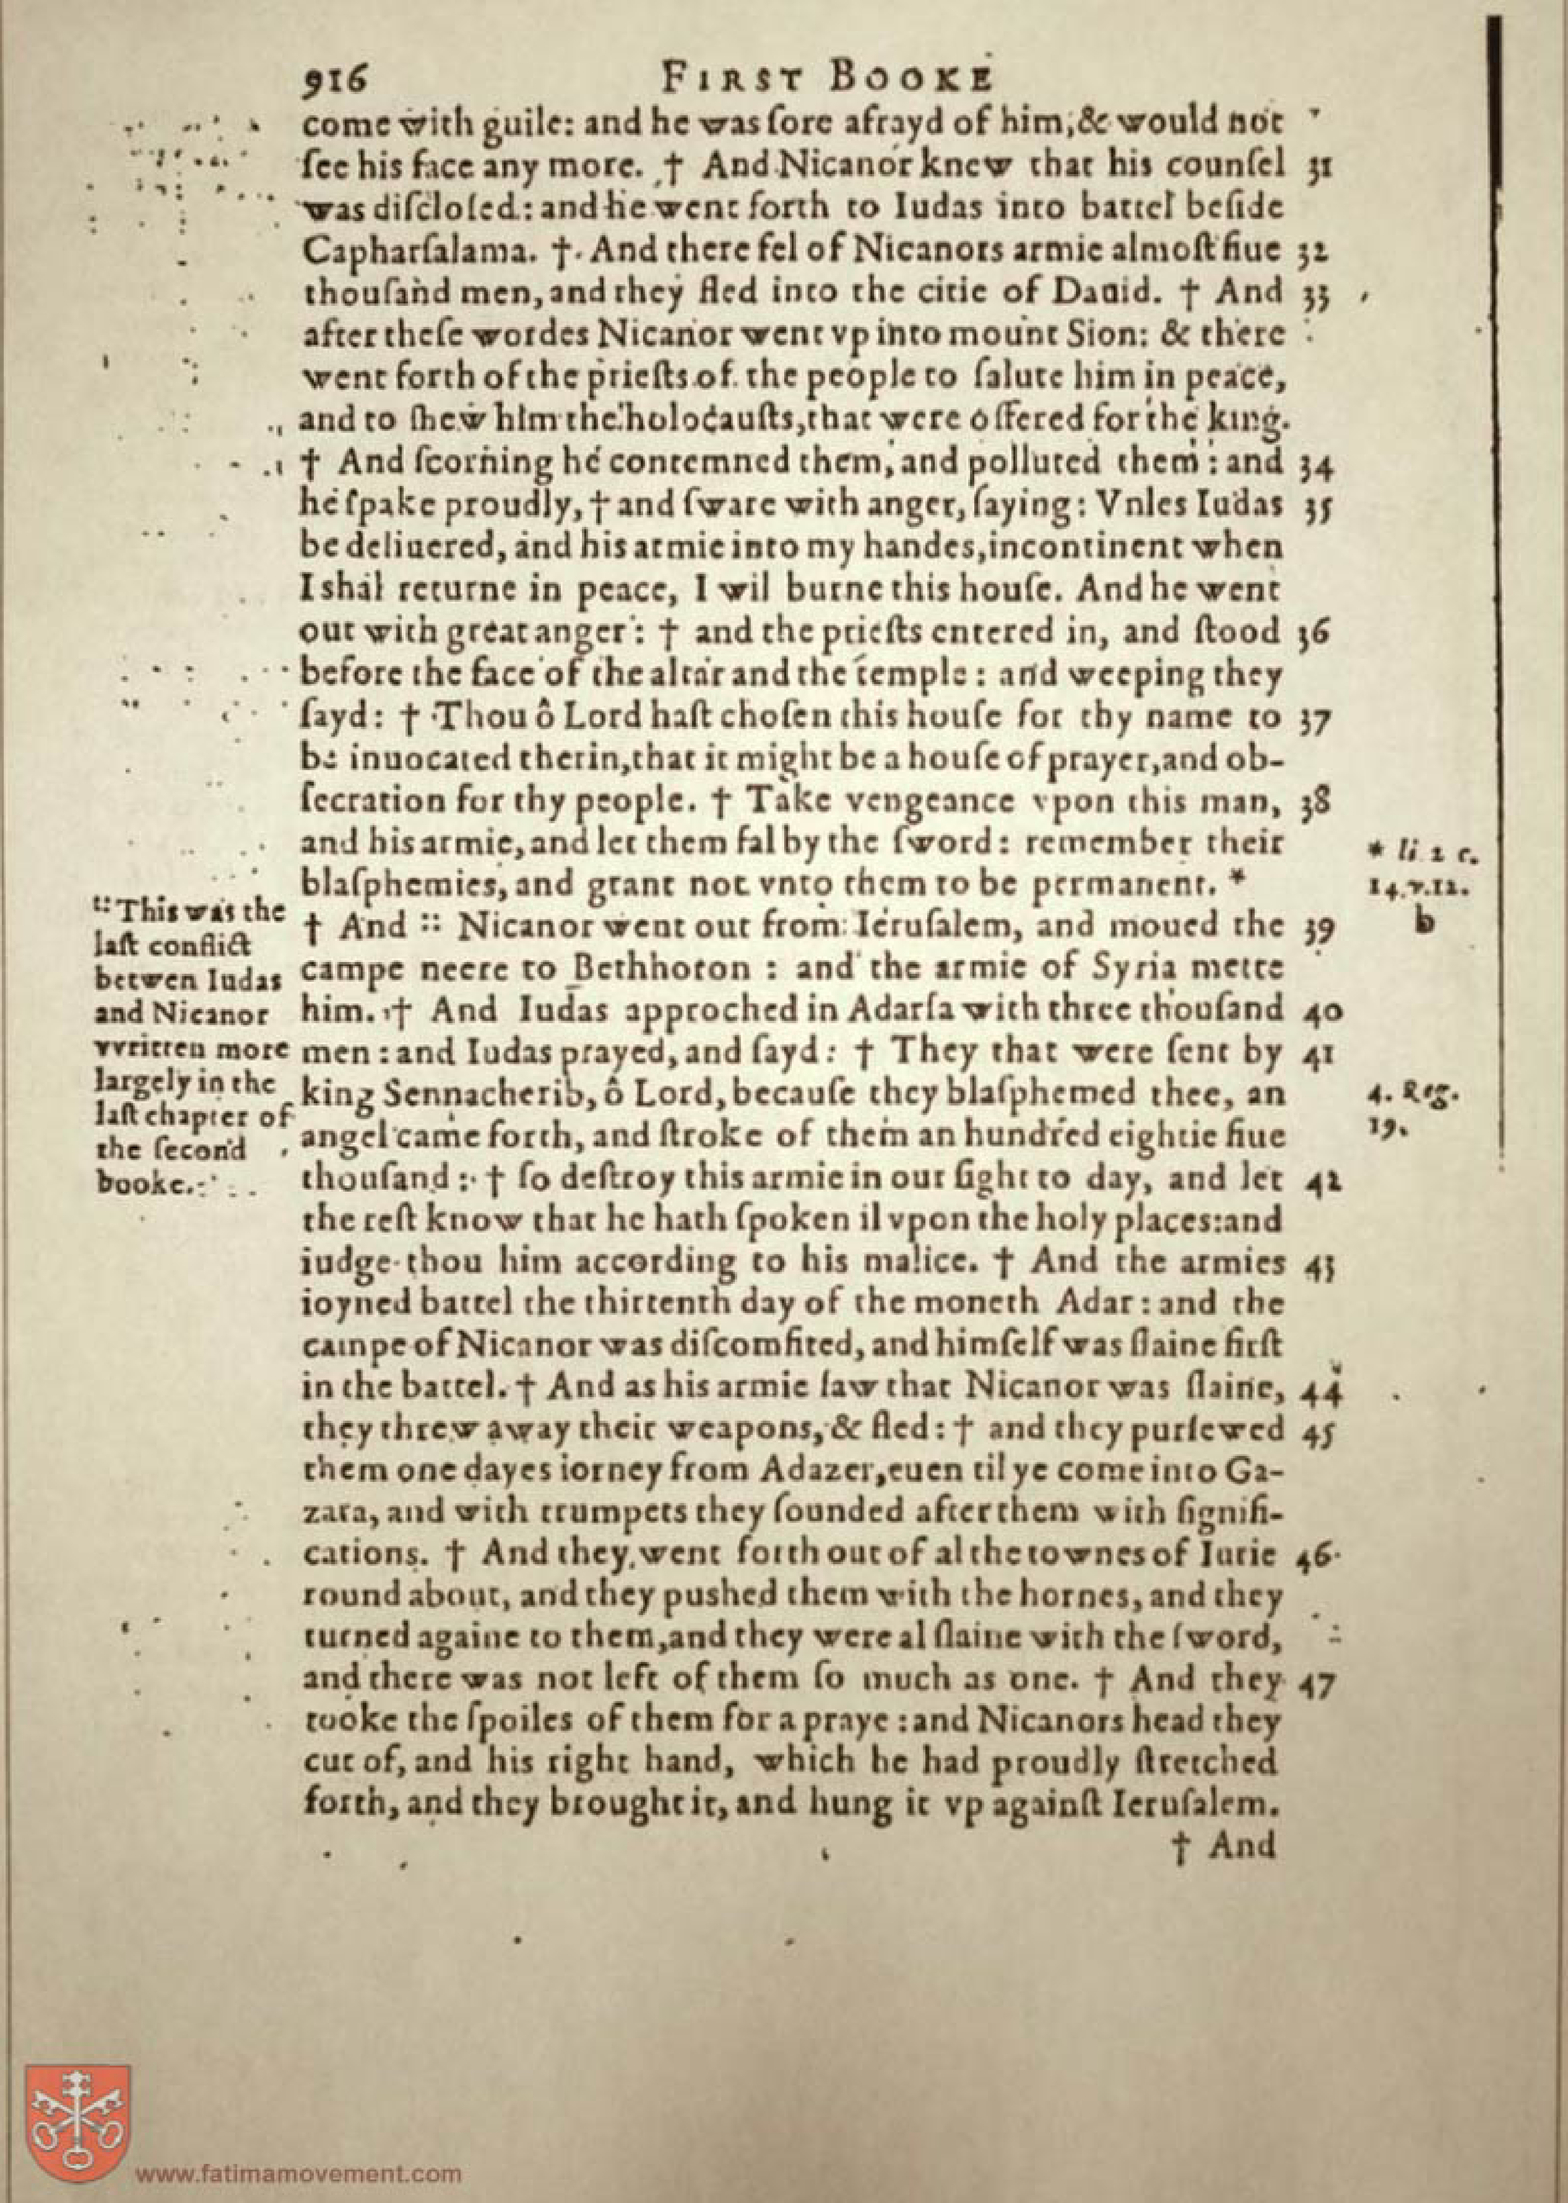 916 FIRST BOOKE
come with guile: and he was ſore afrayd of him, & would not
ſee his face any more. † And Nicanor knew that his counſel 31
was diſcloſed: and he went forth to Iudas into battel beſide
Capharſalama. † And there fel of Nicanors armie almoſt fiue 32
thouſand men, and they fled into the citie of Dauid. † And 33
after theſe wordes Nicanor went vp into mount Sion: & there
went forth of the prieſts of the people to ſalute him in peace,
and to ſhew him the holocauſts, that were offered for the king.
† And ſcorning he contemned them, and polluted them: and 34
he ſpake proudly, † and ſware with anger, ſaying: Vnles Iudas 35
be deliuered, and his armie into my handes, incontinent when
I shal returne in peace, I wil burne this houſe. And he went
out with great anger: † and the prieſts entered in, and ſtood 36
before the face of the altar and the temple: and weeping they
ſayd: † Thou ô Lord haſt choſen this houſe for thy name to 37
be inuocated therin, that it might be a houſe of prayer, and ob-
ſecration for thy people. † Take vengeance vpon this man, 38
and his armie, and let them fal by the ſword: remember their
blaſphemies, and grant not vnto them to be permanent. *
* li 2 c.
14. v. 12.
b
† And :: Nicanor went out from Ieruſalem, and moued the 39
campe neere to Bethhoron : and the armie of Syria mette
him. † And Iudas approched in Adarſa with three thouſand 40
men: and Iudas prayed, and ſayd: † They that were ſent by 41
king Sennacherib, ô Lord, becauſe they blaſphemed thee, an
angel came forth, and ſtroke of them an hundred eightie fiue
thouſand: † ſo deſtroy this armie in our ſight to day, and let 42
the reſt know that he hath ſpoken il vpon the holy places: and
iudge thou him according to his malice. † And the armies 43
ioyned battel the thirtenth day of the moneth Adar: and the
campe of Nicanor was diſcomfited, and himſelf was ſlaine firſt
in the battel. † And as his armie ſaw that Nicanor was ſlaine, 44
they threw away their weapons, & fled: † and they purſewed 45
them one dayes iorney from Adazer, euen til ye come into Ga-
zara, and with trumpets they ſounded after them with ſignifi-
cations. † And they went forth out of al the townes of Iurie 46
round about, and they pushed them with the hornes, and they
turned againe to them, and they were al ſlaine with the ſword,
and there was not left of them ſo much as one. † And they 47
tooke the ſpoiles of them for a praye: and Nicanors head they
cut of, and his right hand, which he had proudly ſtretched
forth, and they brought it, and hung it vp againſt Ieruſalem.
† And
:: This was the
laſt conflict
betwen Iudas
and Nicanor
vvritten more
largely in the
laſt chapter of
the ſecond
booke.
4. Reg.
19.
www.fatimamovement.com